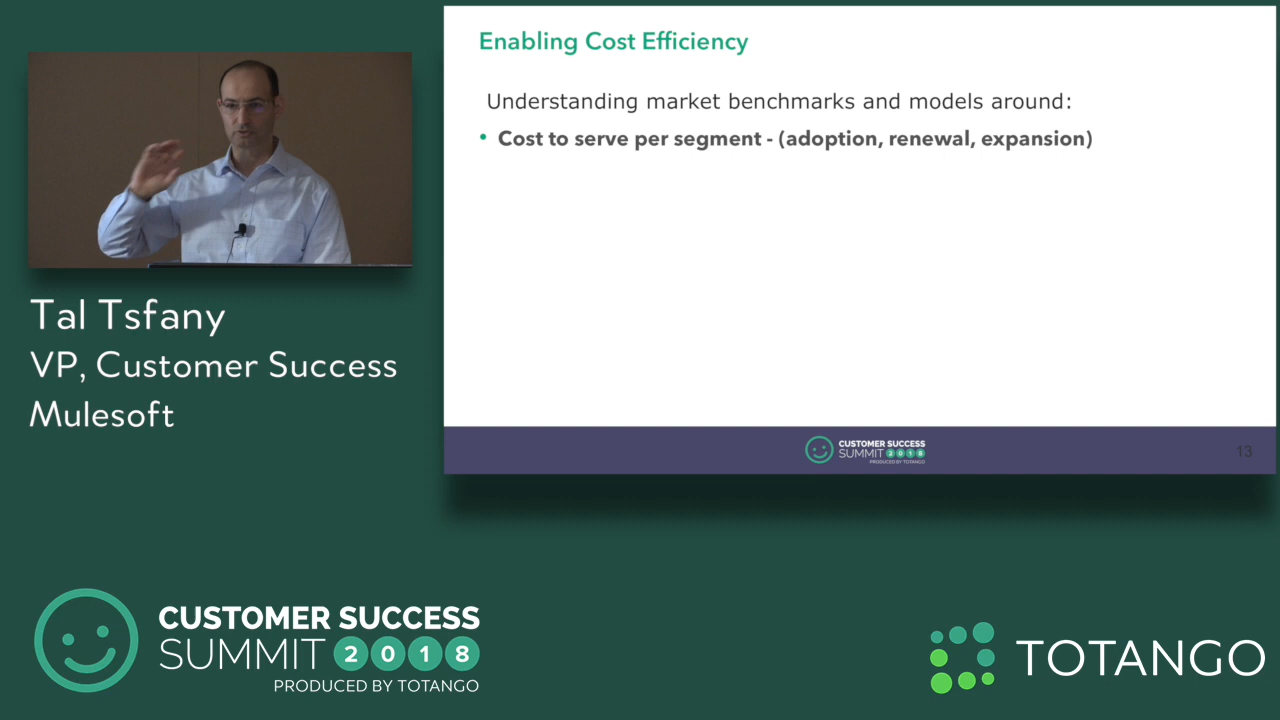 Enabling Cost Efficiency
Understanding market benchmarks and models around:
• Cost to serve per segment - (adoption, renewal, expansion)
CUSTOMER SUCCESS
SUMMIT 2018
PRODUCED BY TOTANGO
13
Tal Tsfany
VP, Customer Success
Mulesoft
CUSTOMER SUCCESS
SUMMIT 2018
PRODUCED BY TOTANGO
TOTANGO